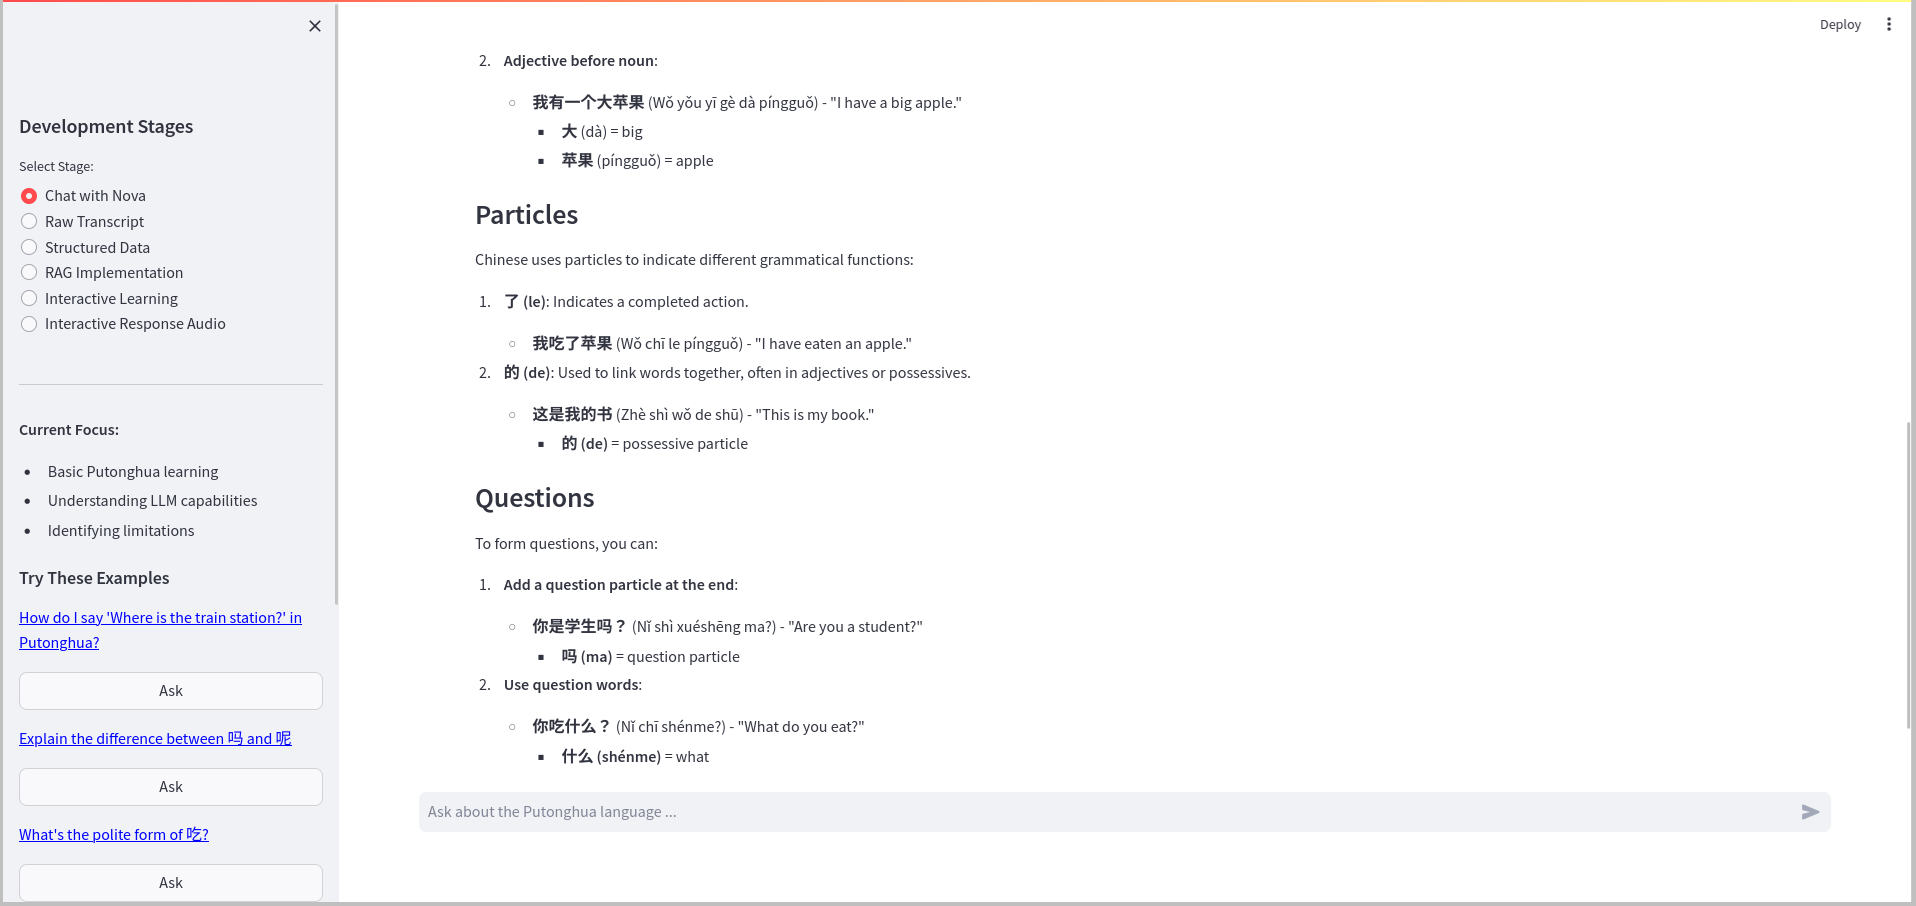 Deploy
Development Stages
Select Stage:
Chat with Nova
Raw Transcript
Structured Data
RAG Implementation
Interactive Learning
Interactive Response Audio
Current Focus:
• Basic Putonghua learning
• Understanding LLM capabilities
• Identifying limitations
Try These Examples
How do I say 'Where is the train station?' in
Putonghua?
Ask
Explain the difference between 吗 and 呢
Ask
What's the polite form of 吃?
Ask
2. Adjective before noun:
我有一个大苹果 (Wǒ yǒu yī gè dà píngguǒ) - "I have a big apple."
大 (dà) = big
苹果 (píngguǒ) = apple
Particles
Chinese uses particles to indicate different grammatical functions:
1. 了 (le): Indicates a completed action.
我吃了苹果 (Wǒ chī le píngguǒ) - "I have eaten an apple."
2. 的 (de): Used to link words together, often in adjectives or possessives.
这是我的书 (Zhè shì wǒ de shū) - "This is my book."
的 (de) = possessive particle
Questions
To form questions, you can:
1. Add a question particle at the end:
你是学生吗？ (Nǐ shì xuéshēng ma?) - "Are you a student?"
吗 (ma) = question particle
2. Use question words:
你吃什么？ (Nǐ chī shénme?) - "What do you eat?"
什么 (shénme) = what
Ask about the Putonghua language ...